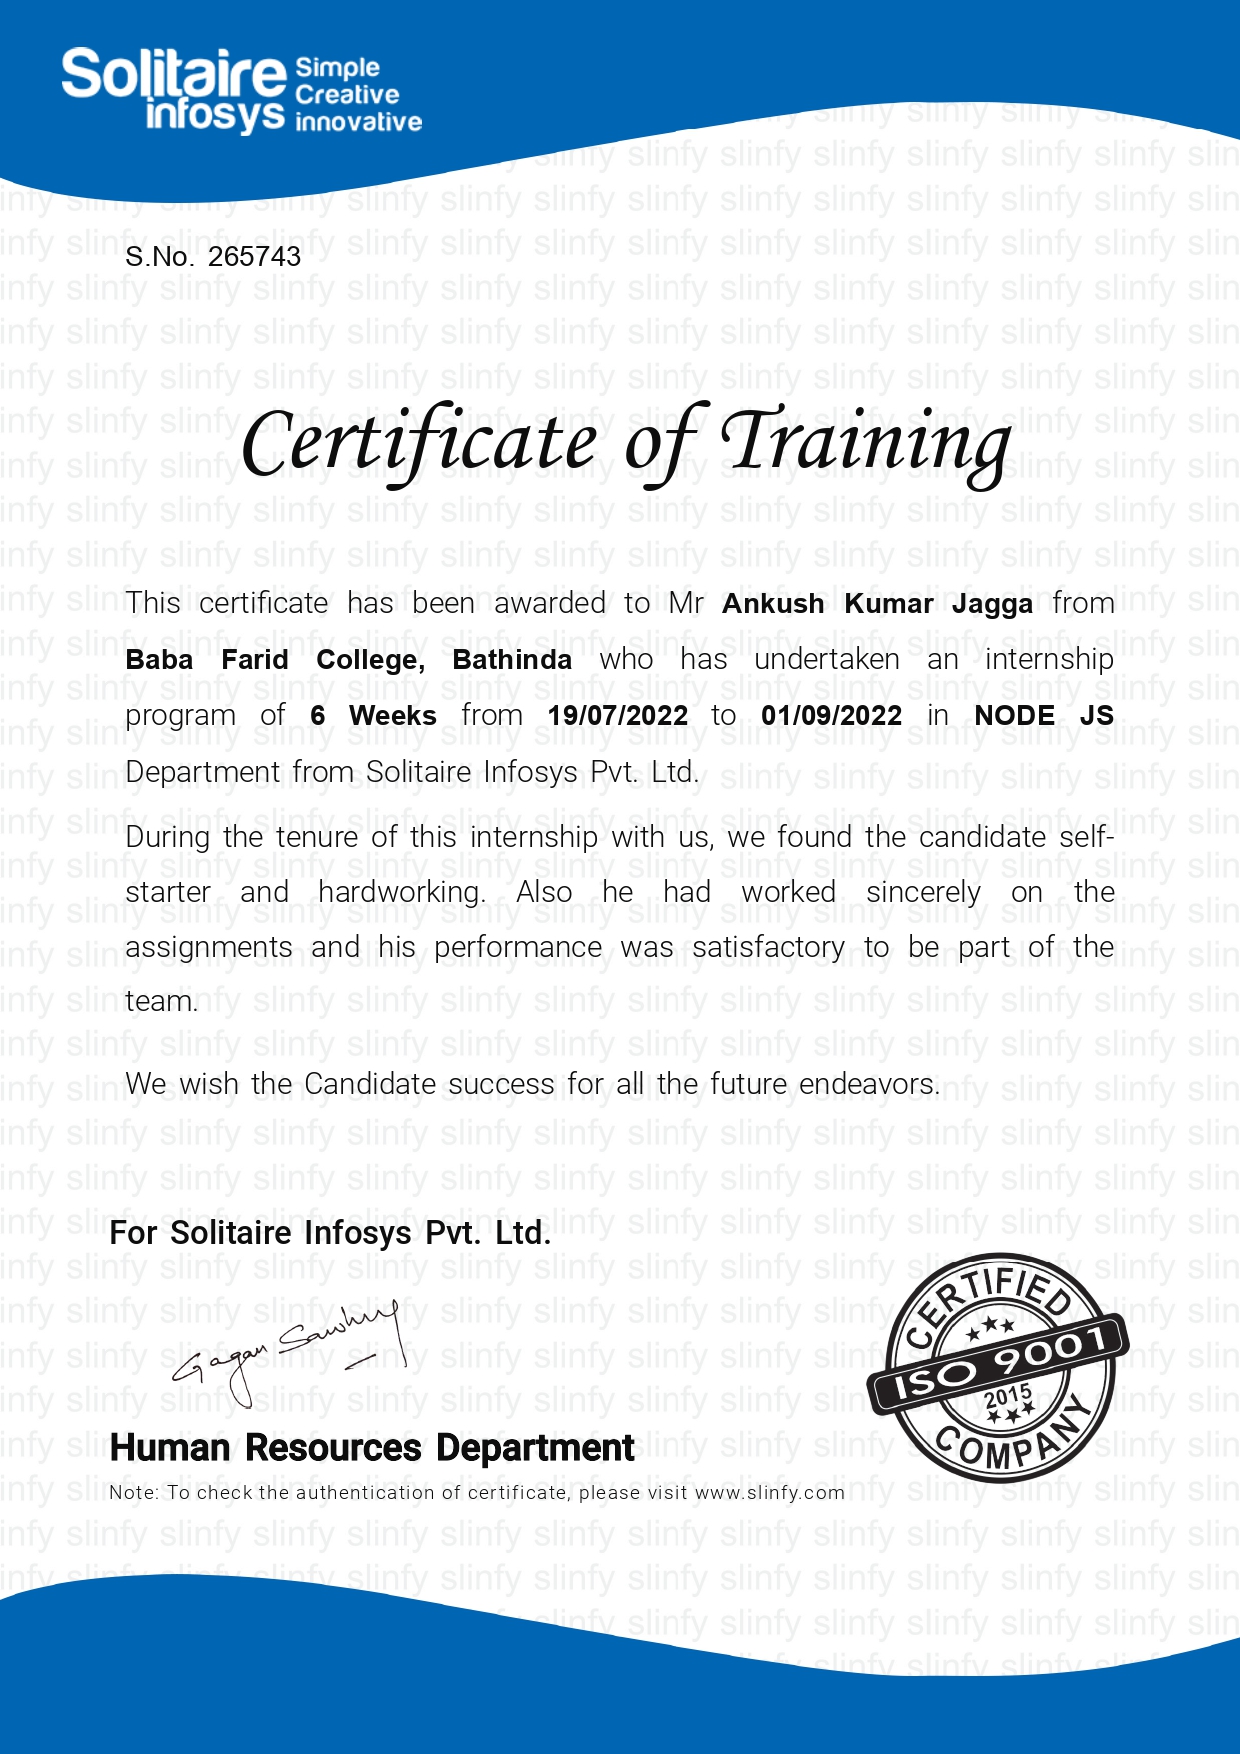 Solitaire
infosys
Simple
Creative
innovative
S.No. 265743
Certificate of Training
This certificate has been awarded to Mr Ankush Kumar Jagga from
Baba Farid College, Bathinda who has undertaken an internship
program of 6 Weeks from 19/07/2022 to 01/09/2022 in NODE JS
Department from Solitaire Infosys Pvt. Ltd.
During the tenure of this internship with us, we found the candidate self-
starter and hardworking. Also he had worked sincerely on the
assignments and his performance was satisfactory to be part of the
team.
We wish the Candidate success for all the future endeavors.
For Solitaire Infosys Pvt. Ltd.
Gagan Sawhney
CERTIFIED
ISO 9001
2015
COMPANY
Human Resources Department
Note: To check the authentication of certificate, please visit www.slinfy.com